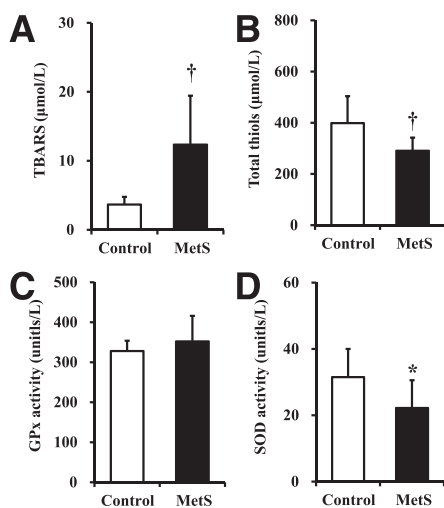 A
TBARS (μmol/L)
30
20
10
0
†
Control
MetS
B
Total thiols (μmol/L)
800
600
400
200
0
†
Control
MetS
C
GPx activity (unitls/L)
500
400
300
200
100
0
Control
MetS
D
SOD activity (unitls/L)
60
40
20
0
*
Control
MetS